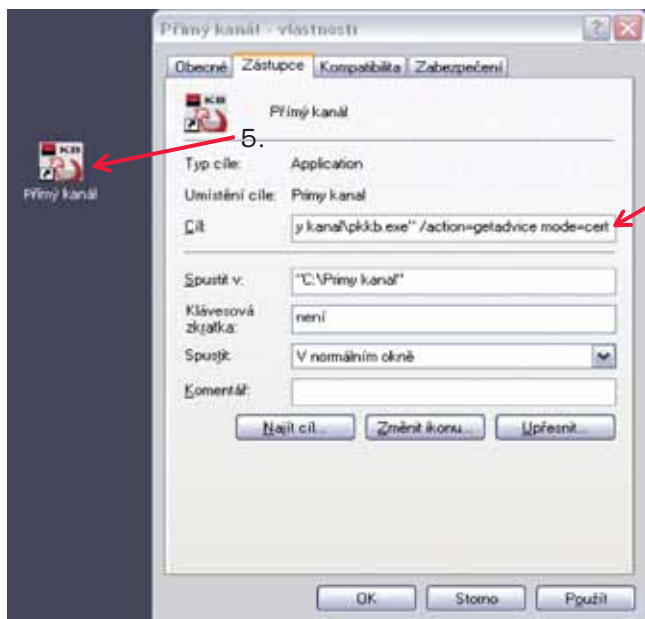 Přímý kanál - vlastnosti
Obecné Zástupce Kompatibilita Zabezpečení
KB
Přímý kanál
5.
KB
Přímý kanál
Typ cíle: Application
Umístění cíle: Primy kanal
Cíl: y kanal\pkkb.exe" /action=getadvice mode=cert
Spustit v: "C:\Primy kanal"
Klávesová zkratka: není
Spustit: V normálním okně
Komentář:
Najít cíl... Změnit ikonu... Upřesnit...
OK Storno Použít